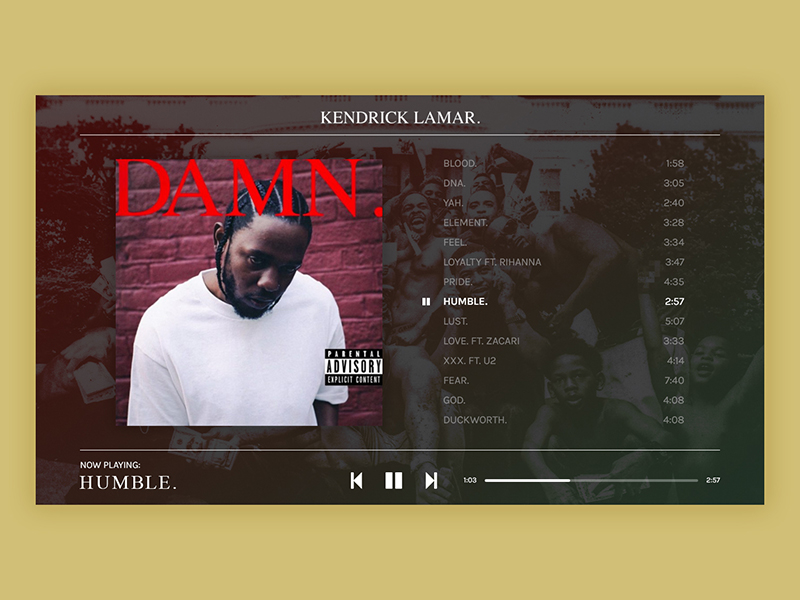 KENDRICK LAMAR.
DAMN.
PARENTAL
ADVISORY
EXPLICIT CONTENT
BLOOD. 1:58
DNA. 3:05
YAH. 2:40
ELEMENT. 3:28
FEEL. 3:34
LOYALTY FT. RIHANNA 3:47
PRIDE. 4:35
HUMBLE. 2:57
LUST. 5:07
LOVE. FT. ZACARI 3:33
XXX. FT. U2 4:14
FEAR. 7:40
GOD. 4:08
DUCKWORTH. 4:08
NOW PLAYING:
HUMBLE.
1:03 2:57